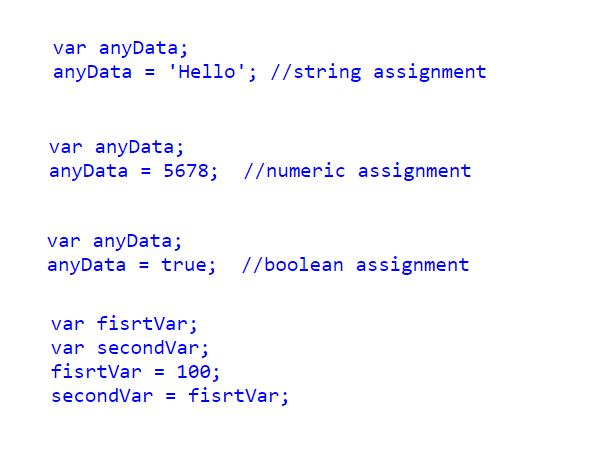 var anyData;
anyData = 'Hello'; //string assignment
var anyData;
anyData = 5678;  //numeric assignment
var anyData;
anyData = true;  //boolean assignment
var fisrtVar;
var secondVar;
fisrtVar = 100;
secondVar = fisrtVar;